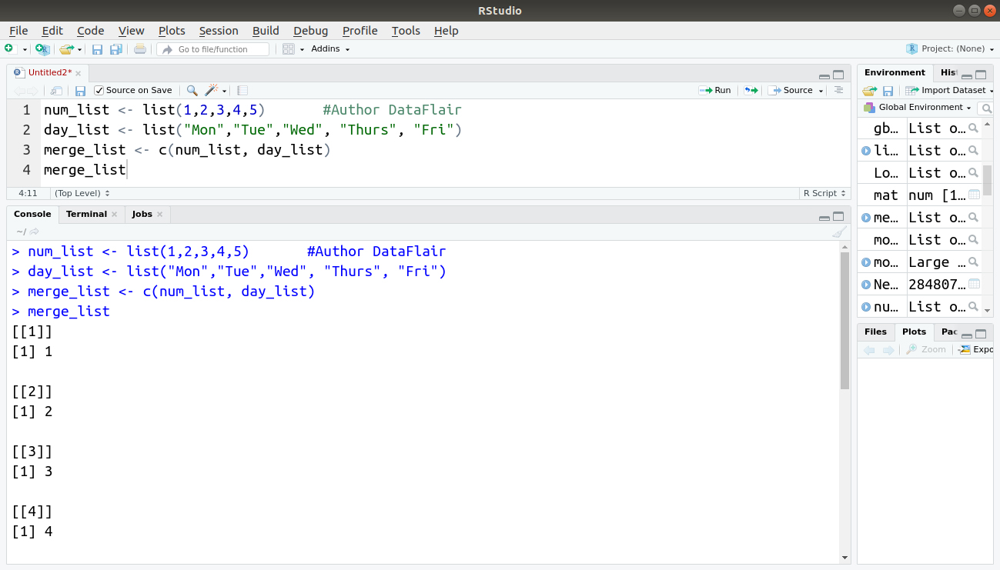 RStudio
File Edit Code View Plots Session Build Debug Profile Tools Help
Go to file/function Addins Project: (None)
Untitled2*
Source on Save Run Source
1 num_list <- list(1,2,3,4,5) #Author DataFlair
2 day_list <- list("Mon","Tue","Wed", "Thurs", "Fri")
3 merge_list <- c(num_list, day_list)
4 merge_list
4:11 (Top Level) R Script
Console Terminal Jobs
~/
> num_list <- list(1,2,3,4,5) #Author DataFlair
> day_list <- list("Mon","Tue","Wed", "Thurs", "Fri")
> merge_list <- c(num_list, day_list)
> merge_list
[[1]]
[1] 1
[[2]]
[1] 2
[[3]]
[1] 3
[[4]]
[1] 4
Environment Hist
Import Dataset
Global Environment
gb... List o...
li... List o...
Lo... List o...
mat num [1...
me... List o...
mo... List o...
mo... Large ...
Ne... 284807...
nu... List o...
Files Plots Pac
Zoom Expo